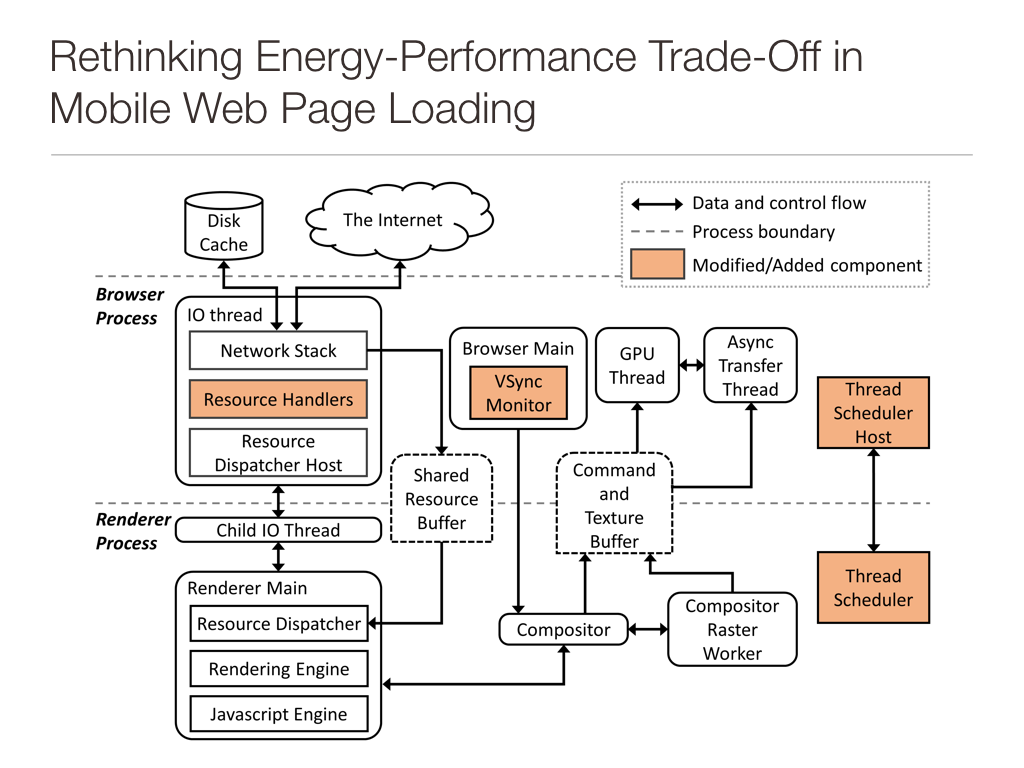 Rethinking Energy-Performance Trade-Off in
Mobile Web Page Loading
Disk
Cache
The Internet
Data and control flow
Process boundary
Modified/Added component
Browser
Process
IO thread
Network Stack
Resource Handlers
Resource
Dispatcher Host
Browser Main
VSync
Monitor
GPU
Thread
Async
Transfer
Thread
Thread
Scheduler
Host
Shared
Resource
Buffer
Command
and
Texture
Buffer
Renderer
Process
Child IO Thread
Renderer Main
Resource Dispatcher
Rendering Engine
Javascript Engine
Compositor
Compositor
Raster
Worker
Thread
Scheduler